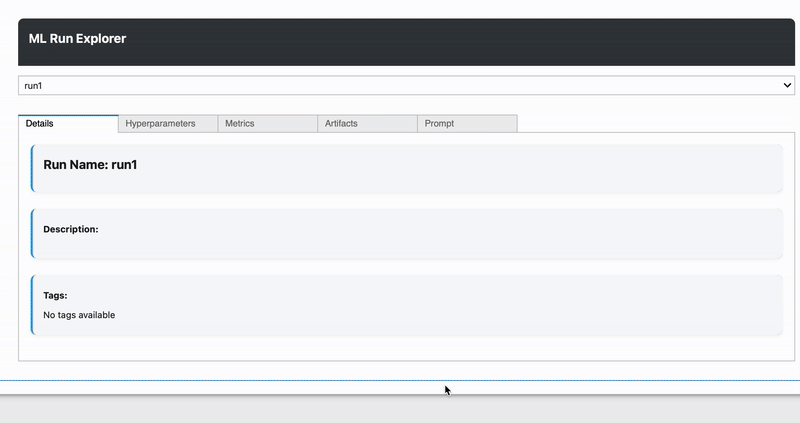 ML Run Explorer
run1
Details
Hyperparameters
Metrics
Artifacts
Prompt
Run Name: run1
Description:
Tags:
No tags available